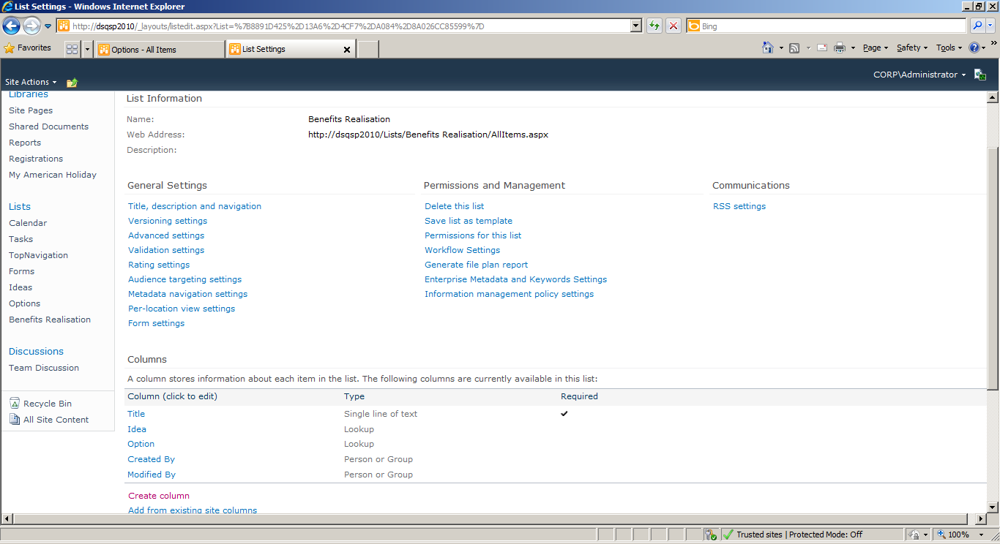 List Settings - Windows Internet Explorer
http://dsqsp2010/_layouts/listedit.aspx?List=%7B8891D425%2D13A6%2D4CF7%2DA084%2D8A026CC85599%7D
Bing
Favorites
Options - All Items
List Settings
Page
Safety
Tools
Site Actions
CORP\Administrator
Libraries
Site Pages
Shared Documents
Reports
Registrations
My American Holiday
Lists
Calendar
Tasks
TopNavigation
Forms
Ideas
Options
Benefits Realisation
Discussions
Team Discussion
Recycle Bin
All Site Content
List Information
Name: Benefits Realisation
Web Address: http://dsqsp2010/Lists/Benefits Realisation/AllItems.aspx
Description:
General Settings
Title, description and navigation
Versioning settings
Advanced settings
Validation settings
Rating settings
Audience targeting settings
Metadata navigation settings
Per-location view settings
Form settings
Permissions and Management
Delete this list
Save list as template
Permissions for this list
Workflow Settings
Generate file plan report
Enterprise Metadata and Keywords Settings
Information management policy settings
Communications
RSS settings
Columns
A column stores information about each item in the list. The following columns are currently available in this list:
Column (click to edit) Type Required
Title Single line of text
Idea Lookup
Option Lookup
Created By Person or Group
Modified By Person or Group
Create column
Add from existing site columns
Trusted sites | Protected Mode: Off
100%